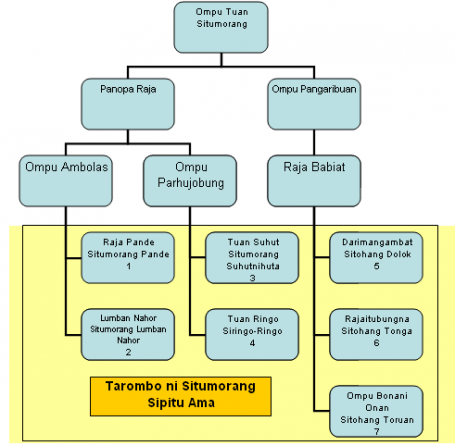 Ompu Tuan
Situmorang
Panopa Raja
Ompu Pangaribuan
Ompu Ambolas
Ompu
Parhujobung
Raja Babiat
Raja Pande
Situmorang Pande
1
Tuan Suhut
Situmorang
Suhutnihuta
3
Darimangambat
Sitohang Dolok
5
Lumban Nahor
Situmorang Lumban
Nahor
2
Tuan Ringo
Siringo-Ringo
4
Rajaitubungna
Sitohang Tonga
6
Tarombo ni Situmorang
Sipitu Ama
Ompu Bonani
Onan
Sitohang Toruan
7